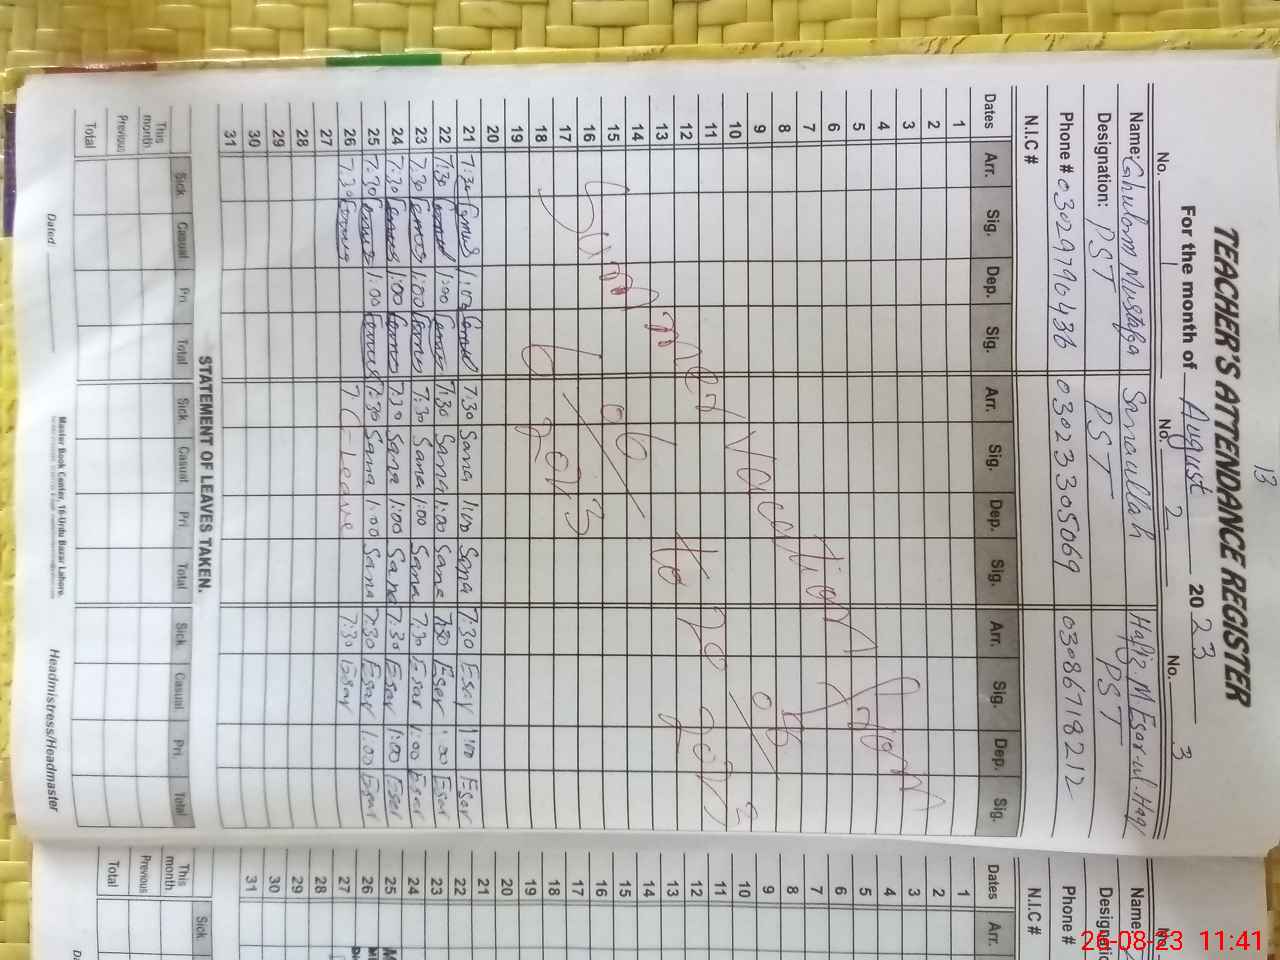 13
TEACHER'S ATTENDANCE REGISTER
For the month of August 2023
No. 1 No. 2 No. 3
Name: Ghulam Mustafa Sanaullah Hafiz M. Esar-ul-Haq
Designation: PST PST PST
Phone # 03029796436 03023305069 03086718212
N.I.C #
Dates Arr. Sig. Dep. Sig. Arr. Sig. Dep. Sig. Arr. Sig. Dep. Sig.
1
2
3
4
5
6
7
8
9
10
11
12
13
14
15
16
17
18
19
20
Summer Vacation from
6/06 to 20/08
2023 2023
21 7:30 1:00 7:30 Sana 1:00 Sana 7:30 Esar 1:00 Esar
22 7:30 1:00 7:30 Sana 1:00 Sana 7:30 Esar 1:00 Esar
23 7:30 1:00 7:30 Sana 1:00 Sana 7:30 Esar 1:00 Esar
24 7:30 1:00 7:30 Sana 1:00 Sana 7:30 Esar 1:00 Esar
25 7:30 1:00 7:30 Sana 1:00 Sana 7:30 Esar 1:00 Esar
26 7:30 C-Leave 7:30 Esar
27
28
29
30
31
STATEMENT OF LEAVES TAKEN.
Sick Casual Pri. Total Sick Casual Pri. Total Sick Casual Pri. Total
This month
Previous
Total
Dated
Master Book Center, 16-Urdu Bazar Lahore.
Headmistress/Headmaster
No.
Name
Designati
Phone #
N.I.C #
Dates Arr.
1
2
3
4
5
6
7
8
9
10
11
12
13
14
15
16
17
18
19
20
21
22
23
24
25
26
27
28
29
30
31
Sick
This month
Previous
Total
26-08-23 11:41